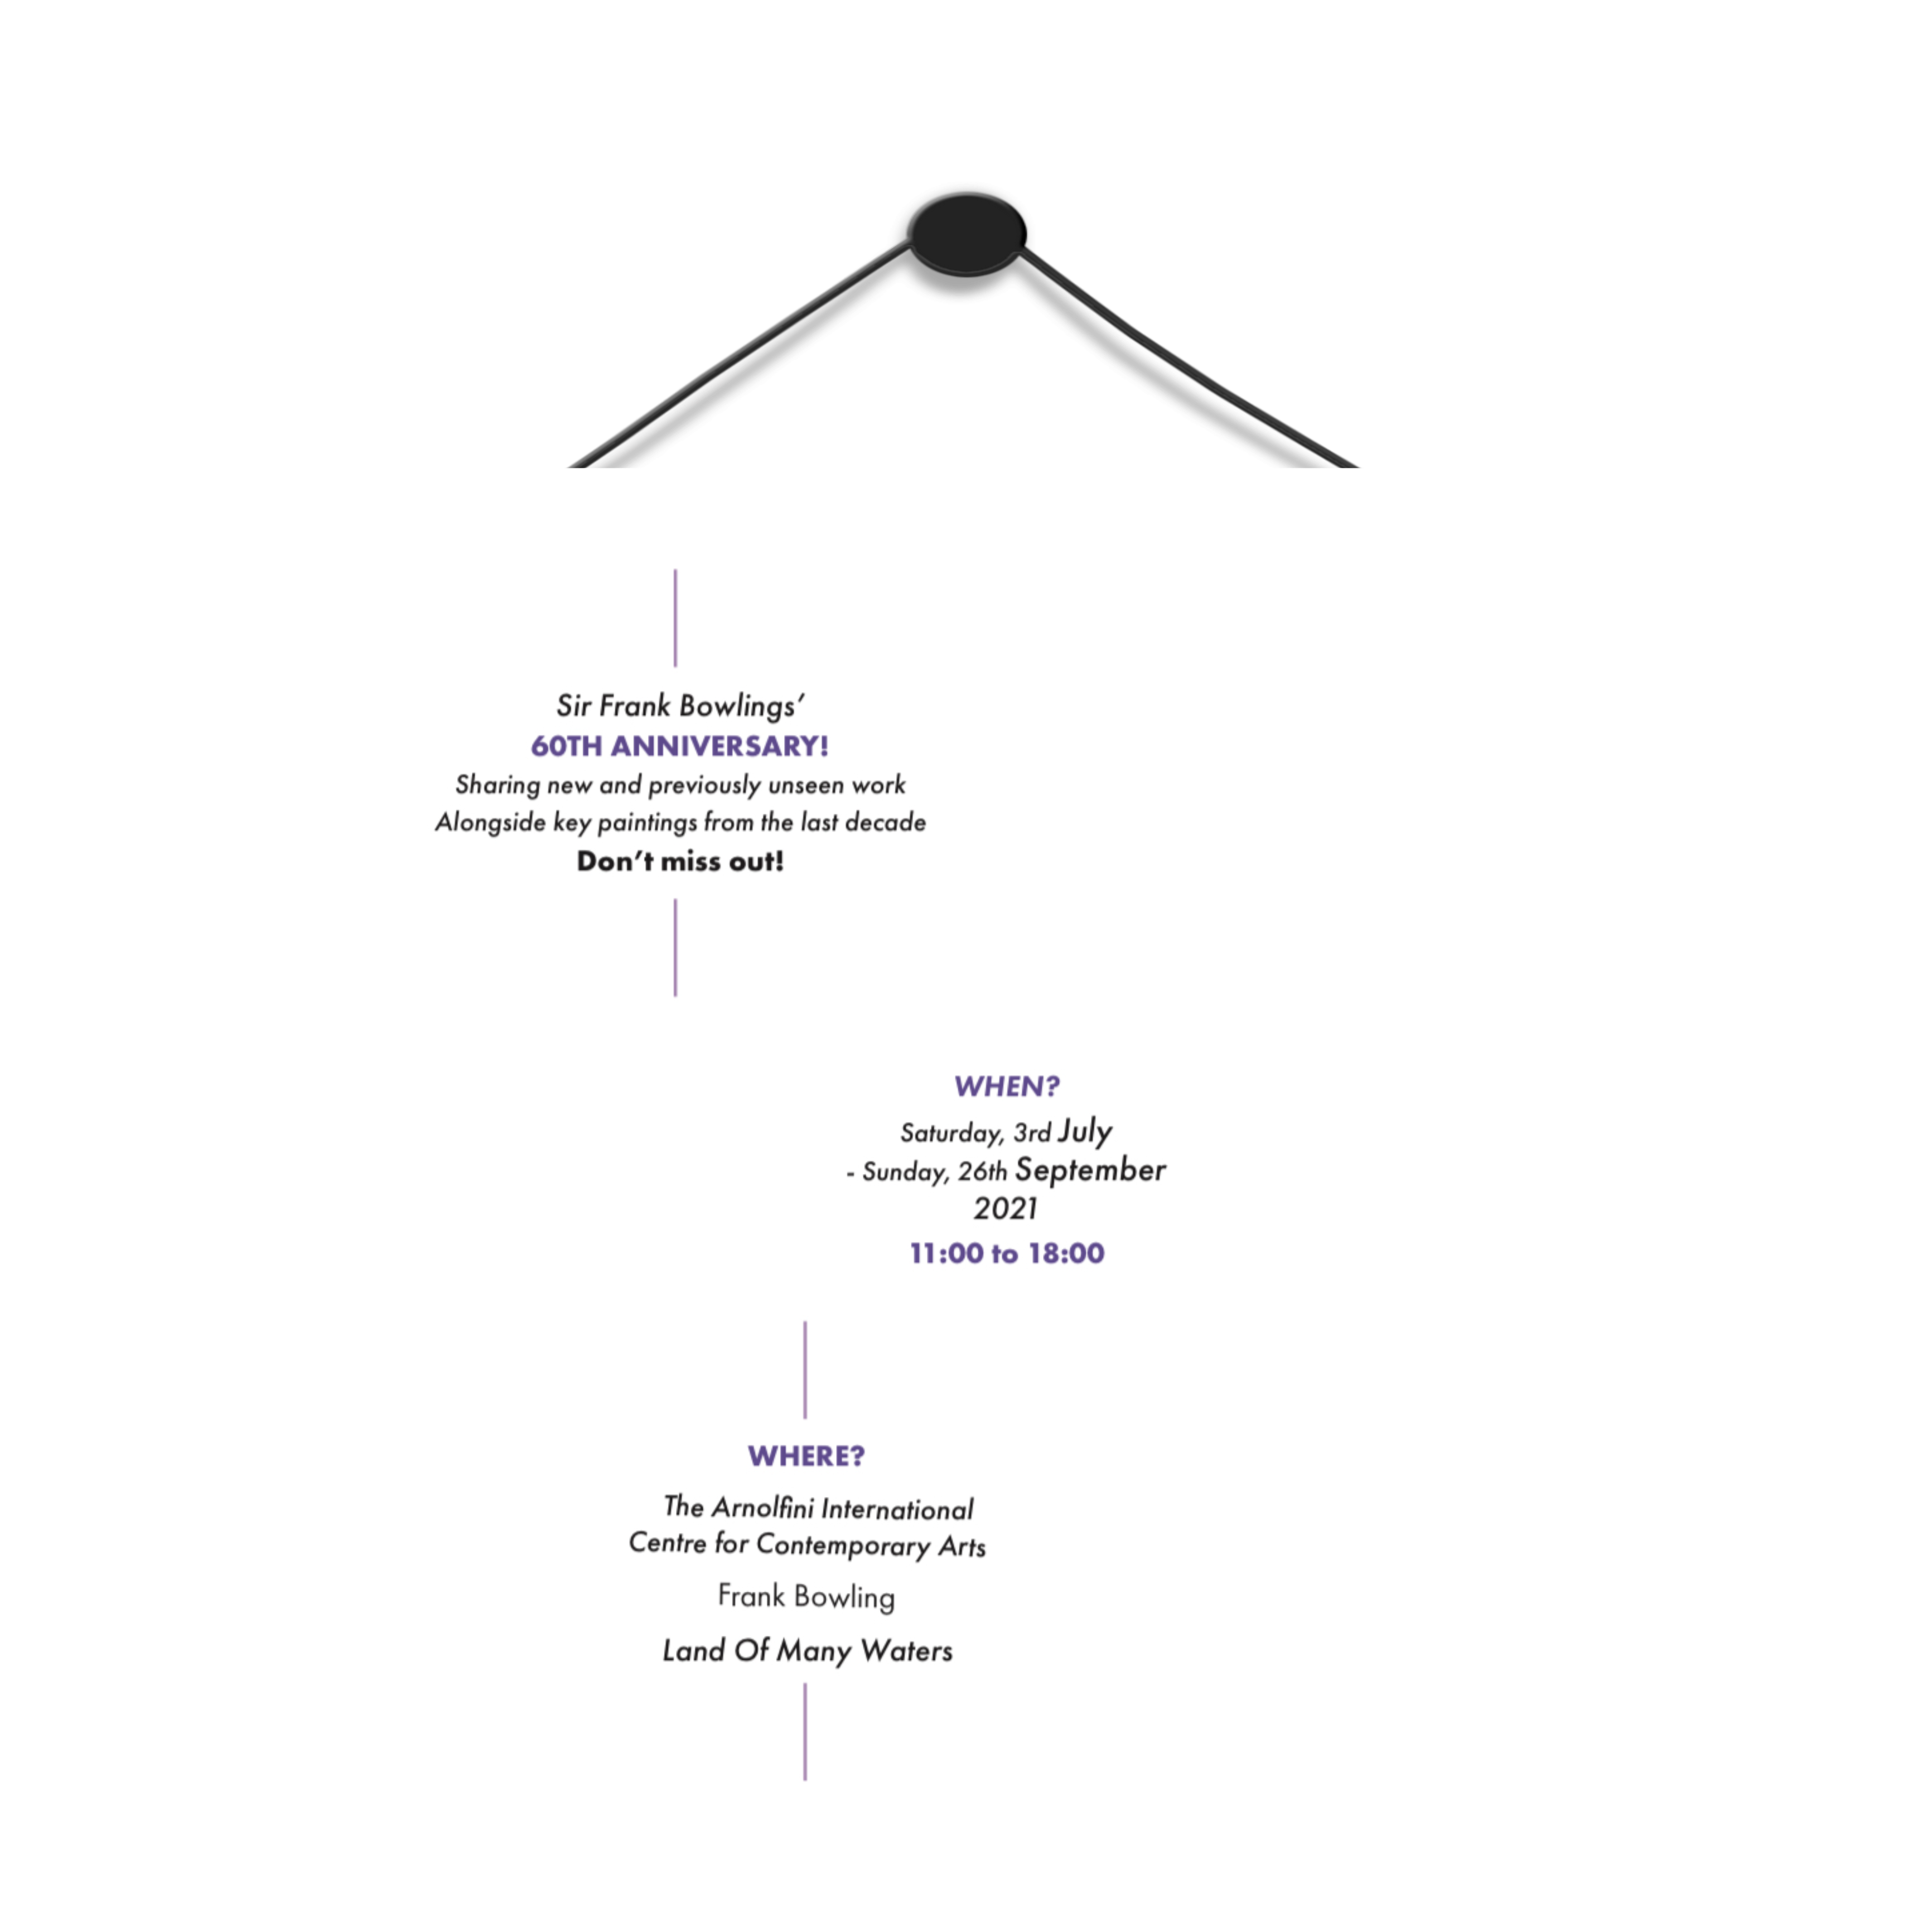 Sir Frank Bowlings’
60TH ANNIVERSARY!
Sharing new and previously unseen work
Alongside key paintings from the last decade
Don’t miss out!
WHEN?
Saturday, 3rd July
- Sunday, 26th September
2021
11:00 to 18:00
WHERE?
The Arnolfini International
Centre for Contemporary Arts
Frank Bowling
Land Of Many Waters